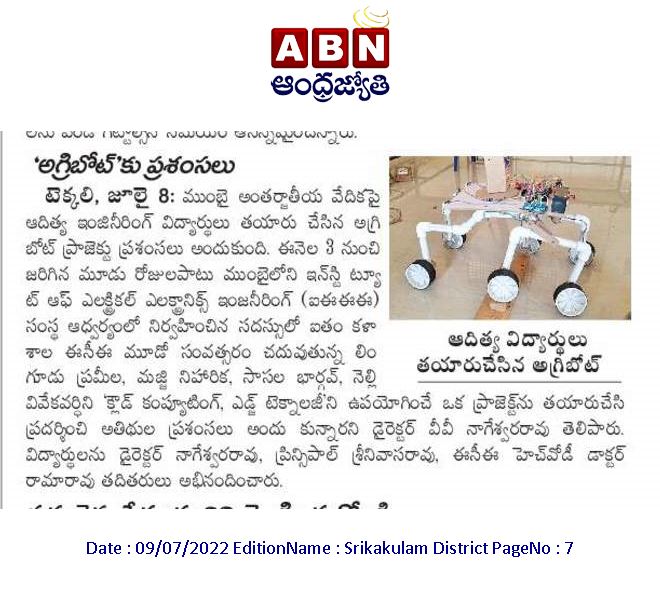 ABN
ఆంధ్రజ్యోతి
‘అగ్రిబోట్’కు ప్రశంసలు
టెక్కలి, జూలై 8: ముంబై అంతర్జాతీయ వేదికపై
ఆదిత్య ఇంజినీరింగ్ విద్యార్థులు తయారు చేసిన అగ్రి
బోట్ ప్రాజెక్టు ప్రశంసలు అందుకుంది. ఈనెల 3 నుంచి
జరిగిన మూడు రోజులపాటు ముంబైలోని ఇన్‌స్టి ట్యూ
ట్ ఆఫ్ ఎలక్ట్రికల్ ఎలక్ట్రానిక్స్ ఇంజనీరింగ్ (ఐఈఈఈ)
సంస్థ ఆధ్వర్యంలో నిర్వహించిన సదస్సులో ఐతం కళా
శాల ఈసీఈ మూడో సంవత్సరం చదువుతున్న లిం
గూడు ప్రమీల, మజ్జి నిహారిక, సాసల భార్గవ్, నెల్లి
వివేకవర్ధిని ‘క్లౌడ్ కంప్యూటింగ్, ఎడ్జ్ టెక్నాలజీ’ని ఉపయోగించే ఒక ప్రాజెక్ట్‌ను తయారుచేసి
ప్రదర్శించి అతిథుల ప్రశంసలు అందు కున్నారని డైరెక్టర్ వీవీ నాగేశ్వరరావు తెలిపారు.
విద్యార్థులను డైరెక్టర్ నాగేశ్వరరావు, ప్రిన్సిపాల్ శ్రీనివాసరావు, ఈసీఈ హెచ్‌వోడీ డాక్టర్
రామారావు తదితరులు అభినందించారు.
ఆదిత్య విద్యార్థులు
తయారుచేసిన అగ్రిబోట్
Date : 09/07/2022 EditionName : Srikakulam District PageNo : 7